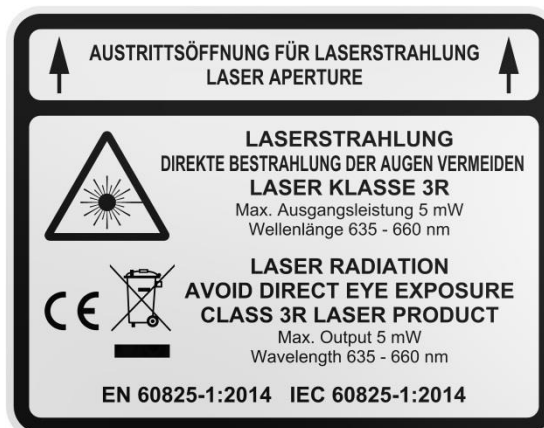 AUSTRITTSÖFFNUNG FÜR LASERSTRAHLUNG
LASER APERTURE
LASERSTRAHLUNG
DIREKTE BESTRAHLUNG DER AUGEN VERMEIDEN
LASER KLASSE 3R
Max. Ausgangsleistung 5 mW
Wellenlänge 635 - 660 nm
LASER RADIATION
AVOID DIRECT EYE EXPOSURE
CLASS 3R LASER PRODUCT
Max. Output 5 mW
Wavelength 635 - 660 nm
CE
EN 60825-1:2014 IEC 60825-1:2014